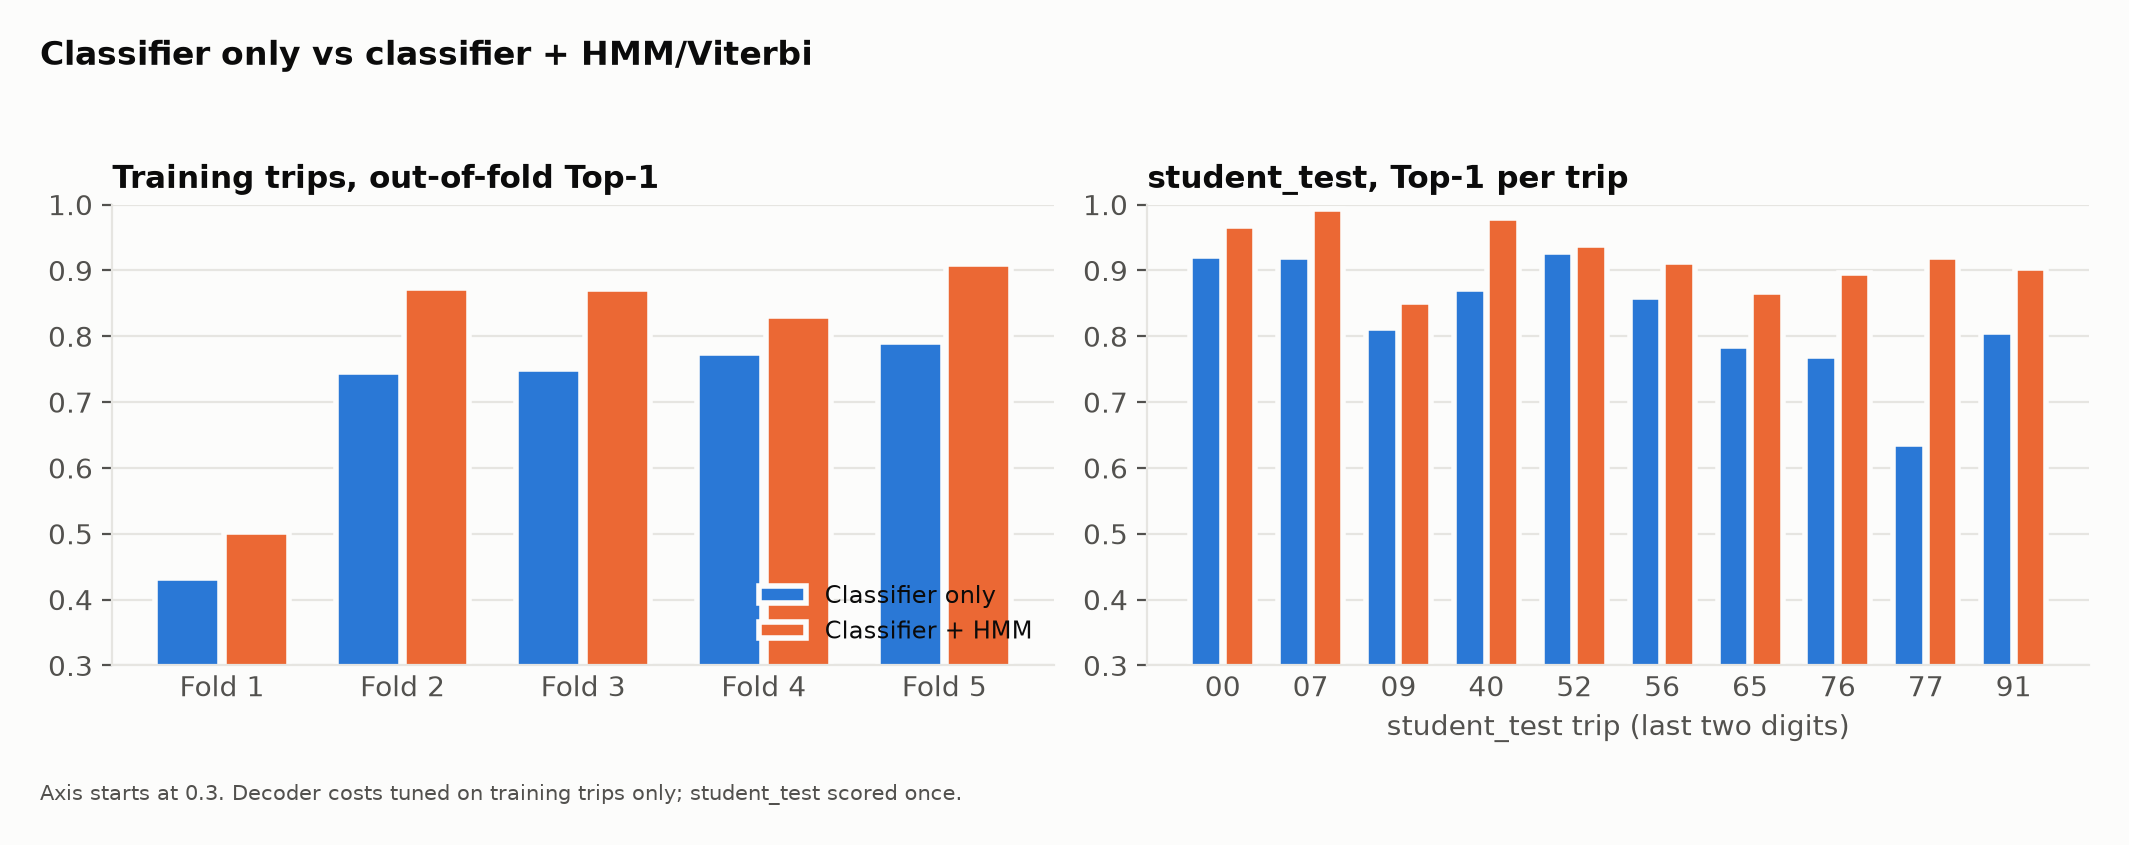 Classifier only vs classifier + HMM/Viterbi
Training trips, out-of-fold Top-1
1.0
0.9
0.8
0.7
0.6
0.5
0.4
0.3
Fold 1 Fold 2 Fold 3 Fold 4 Fold 5
Classifier only
Classifier + HMM
student_test, Top-1 per trip
1.0
0.9
0.8
0.7
0.6
0.5
0.4
0.3
00 07 09 40 52 56 65 76 77 91
student_test trip (last two digits)
Axis starts at 0.3. Decoder costs tuned on training trips only; student_test scored once.